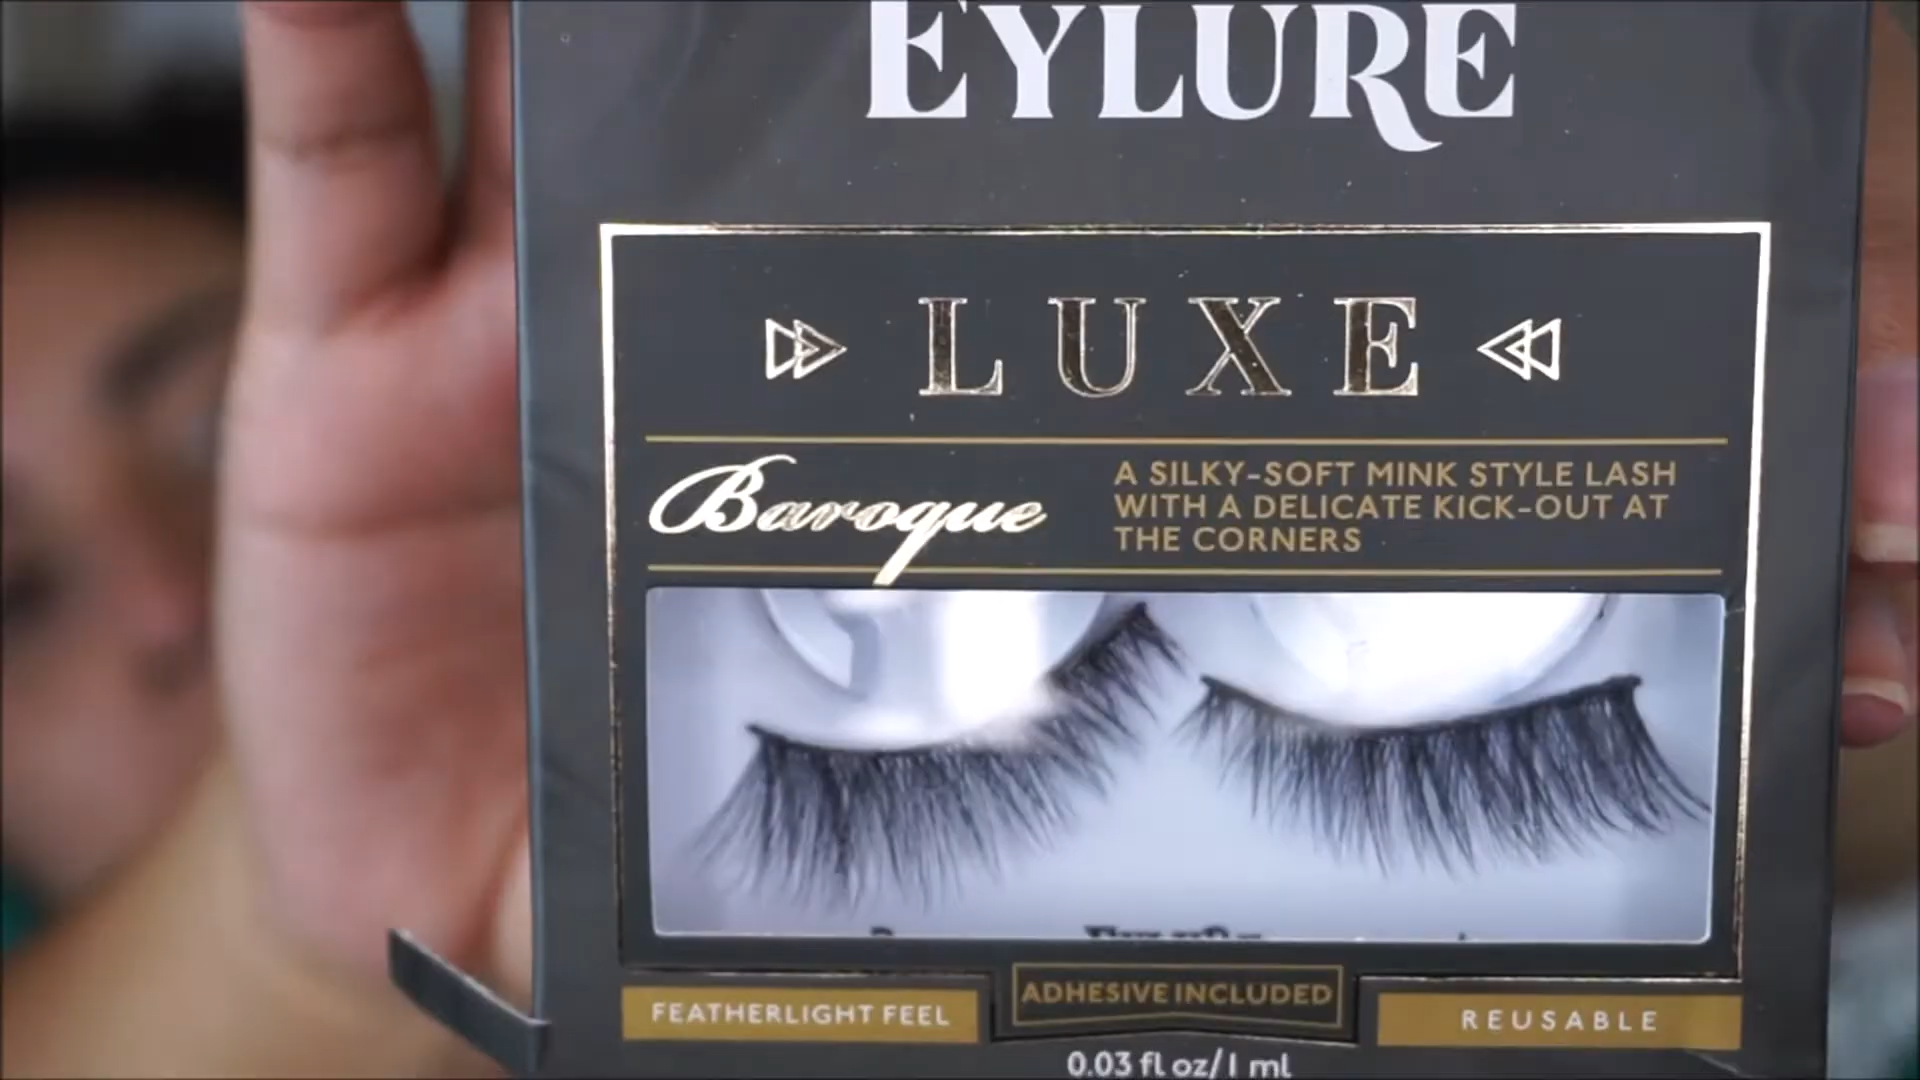 EYLURE
LUXE
Baroque
A SILKY-SOFT MINK STYLE LASH
WITH A DELICATE KICK-OUT AT
THE CORNERS
FEATHERLIGHT FEEL
ADHESIVE INCLUDED
REUSABLE
0.03 fl oz/1 ml